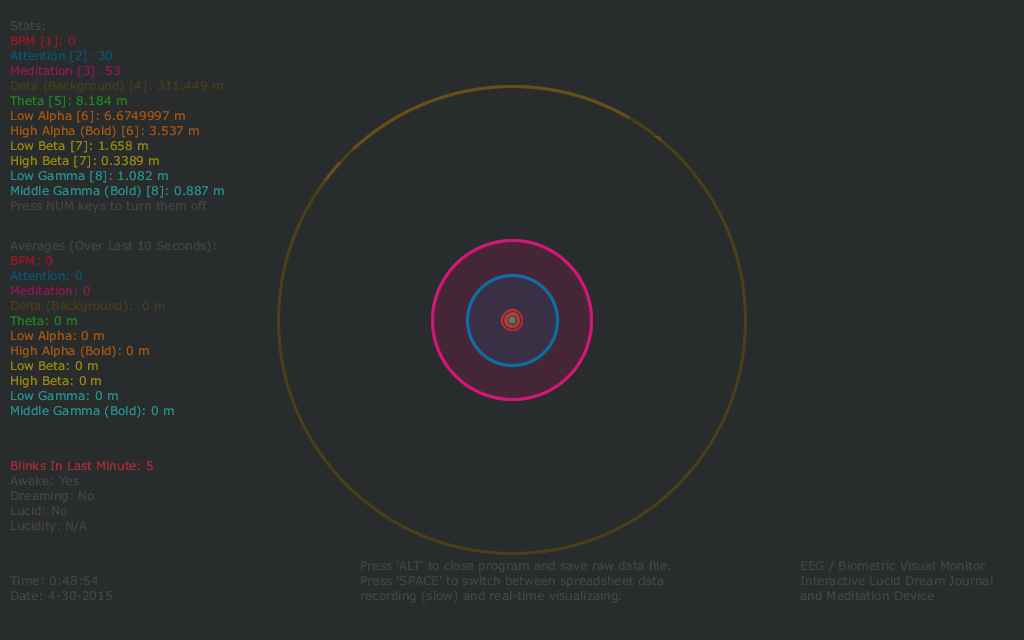 Stats:
BPM [1]: 0
Attention [2]: 30
Meditation [3]: 53
Deta (Background) [4]: 311.449 m
Theta [5]: 8.184 m
Low Alpha [6]: 6.6749997 m
High Alpha (Bold) [6]: 3.537 m
Low Beta [7]: 1.658 m
High Beta [7]: 0.3389 m
Low Gamma [8]: 1.082 m
Middle Gamma (Bold) [8]: 0.887 m
Press NUM keys to turn them off
Averages (Over Last 10 Seconds):
BPM: 0
Attention: 0
Meditation: 0
Delta (Background):  0 m
Theta: 0 m
Low Alpha: 0 m
High Alpha (Bold): 0 m
Low Beta: 0 m
High Beta: 0 m
Low Gamma: 0 m
Middle Gamma (Bold): 0 m
Blinks In Last Minute: 5
Awake: Yes
Dreaming: No
Lucid: No
Lucidity: N/A
Time: 0:48:54
Date: 4-30-2015
Press 'ALT' to close program and save raw data file.
Press 'SPACE' to switch between spreadsheet data
recording (slow) and real-time visualizaing.
EEG / Biometric Visual Monitor
Interactive Lucid Dream Journal
and Meditation Device